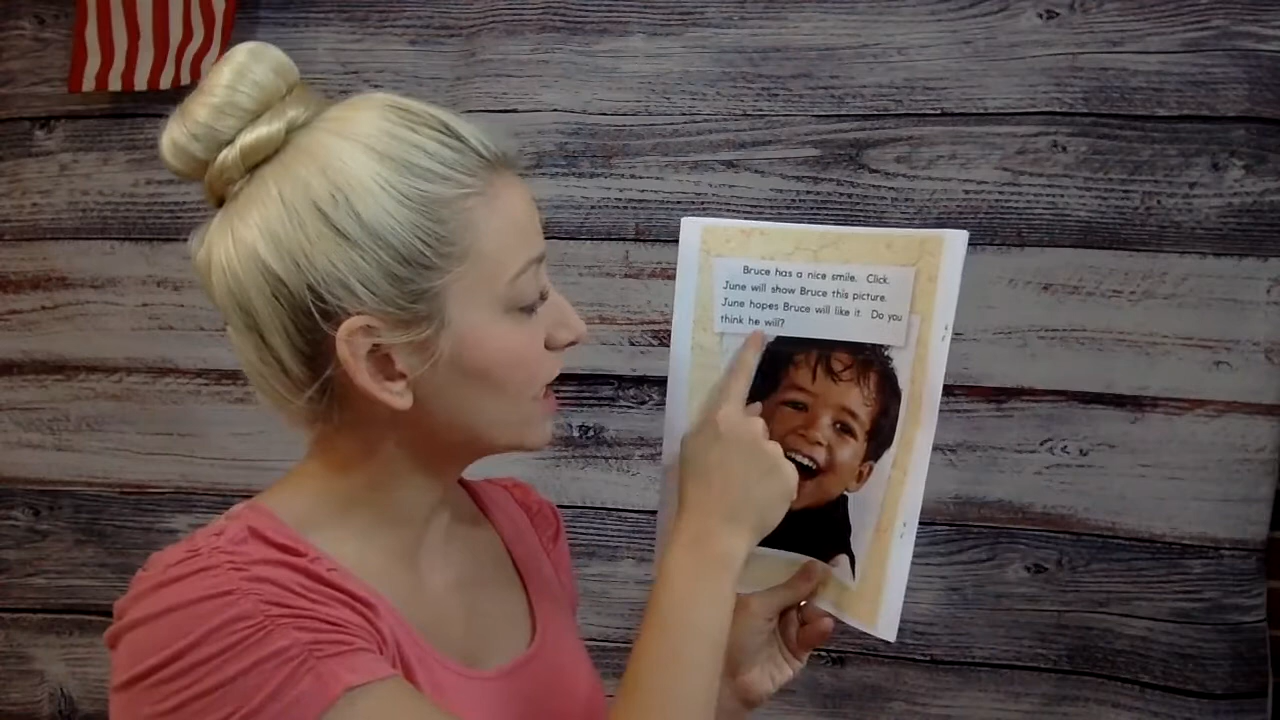 Bruce has a nice smile. Click.
June will show Bruce this picture.
June hopes Bruce will like it. Do you
think he will?